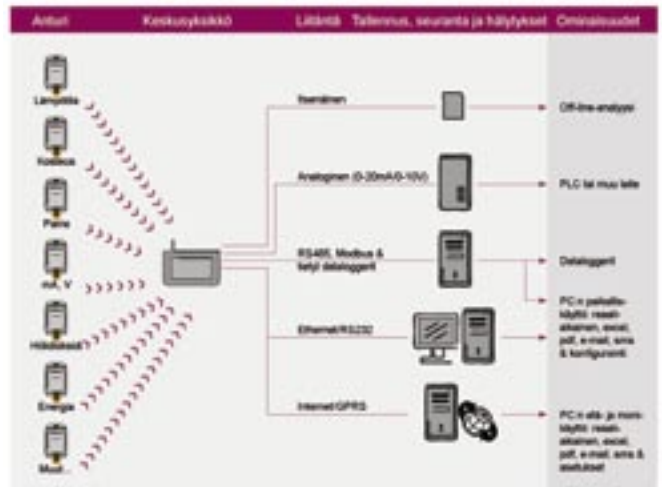 Anturi
Keskusyksikkö
Liitäntä
Tallennus, seuranta ja hälytykset
Ominaisuudet
Lämpötila
Kosteus
Paine
mA, V
Hiilidioksidi
Energia
Muut...
Itsenäinen
Analoginen (0-20mA/0-10V)
RS485, Modbus &
tietyt dataloggerit
Ethernet/RS232
Internet/GPRS
Off-line-analyysi
PLC tai muu laite
Dataloggerit
PC:n paikallis-
käyttö: reaali-
aikainen, excel,
pdf, e-mail, sms
& konfigurointi
PC:n etä- ja moni-
käyttö: reaali-
aikainen, excel,
pdf, e-mail, sms &
asetukset